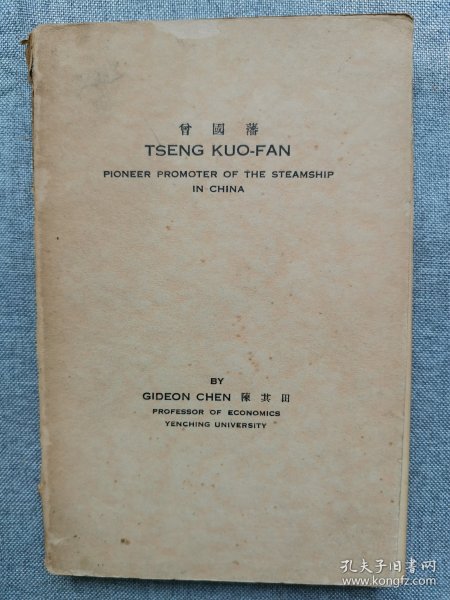 曾 國 藩
TSENG KUO-FAN
PIONEER PROMOTER OF THE STEAMSHIP
IN CHINA
BY
GIDEON CHEN 陳 其 田
PROFESSOR OF ECONOMICS
YENCHING UNIVERSITY
孔夫子旧书网
www.kongfz.com